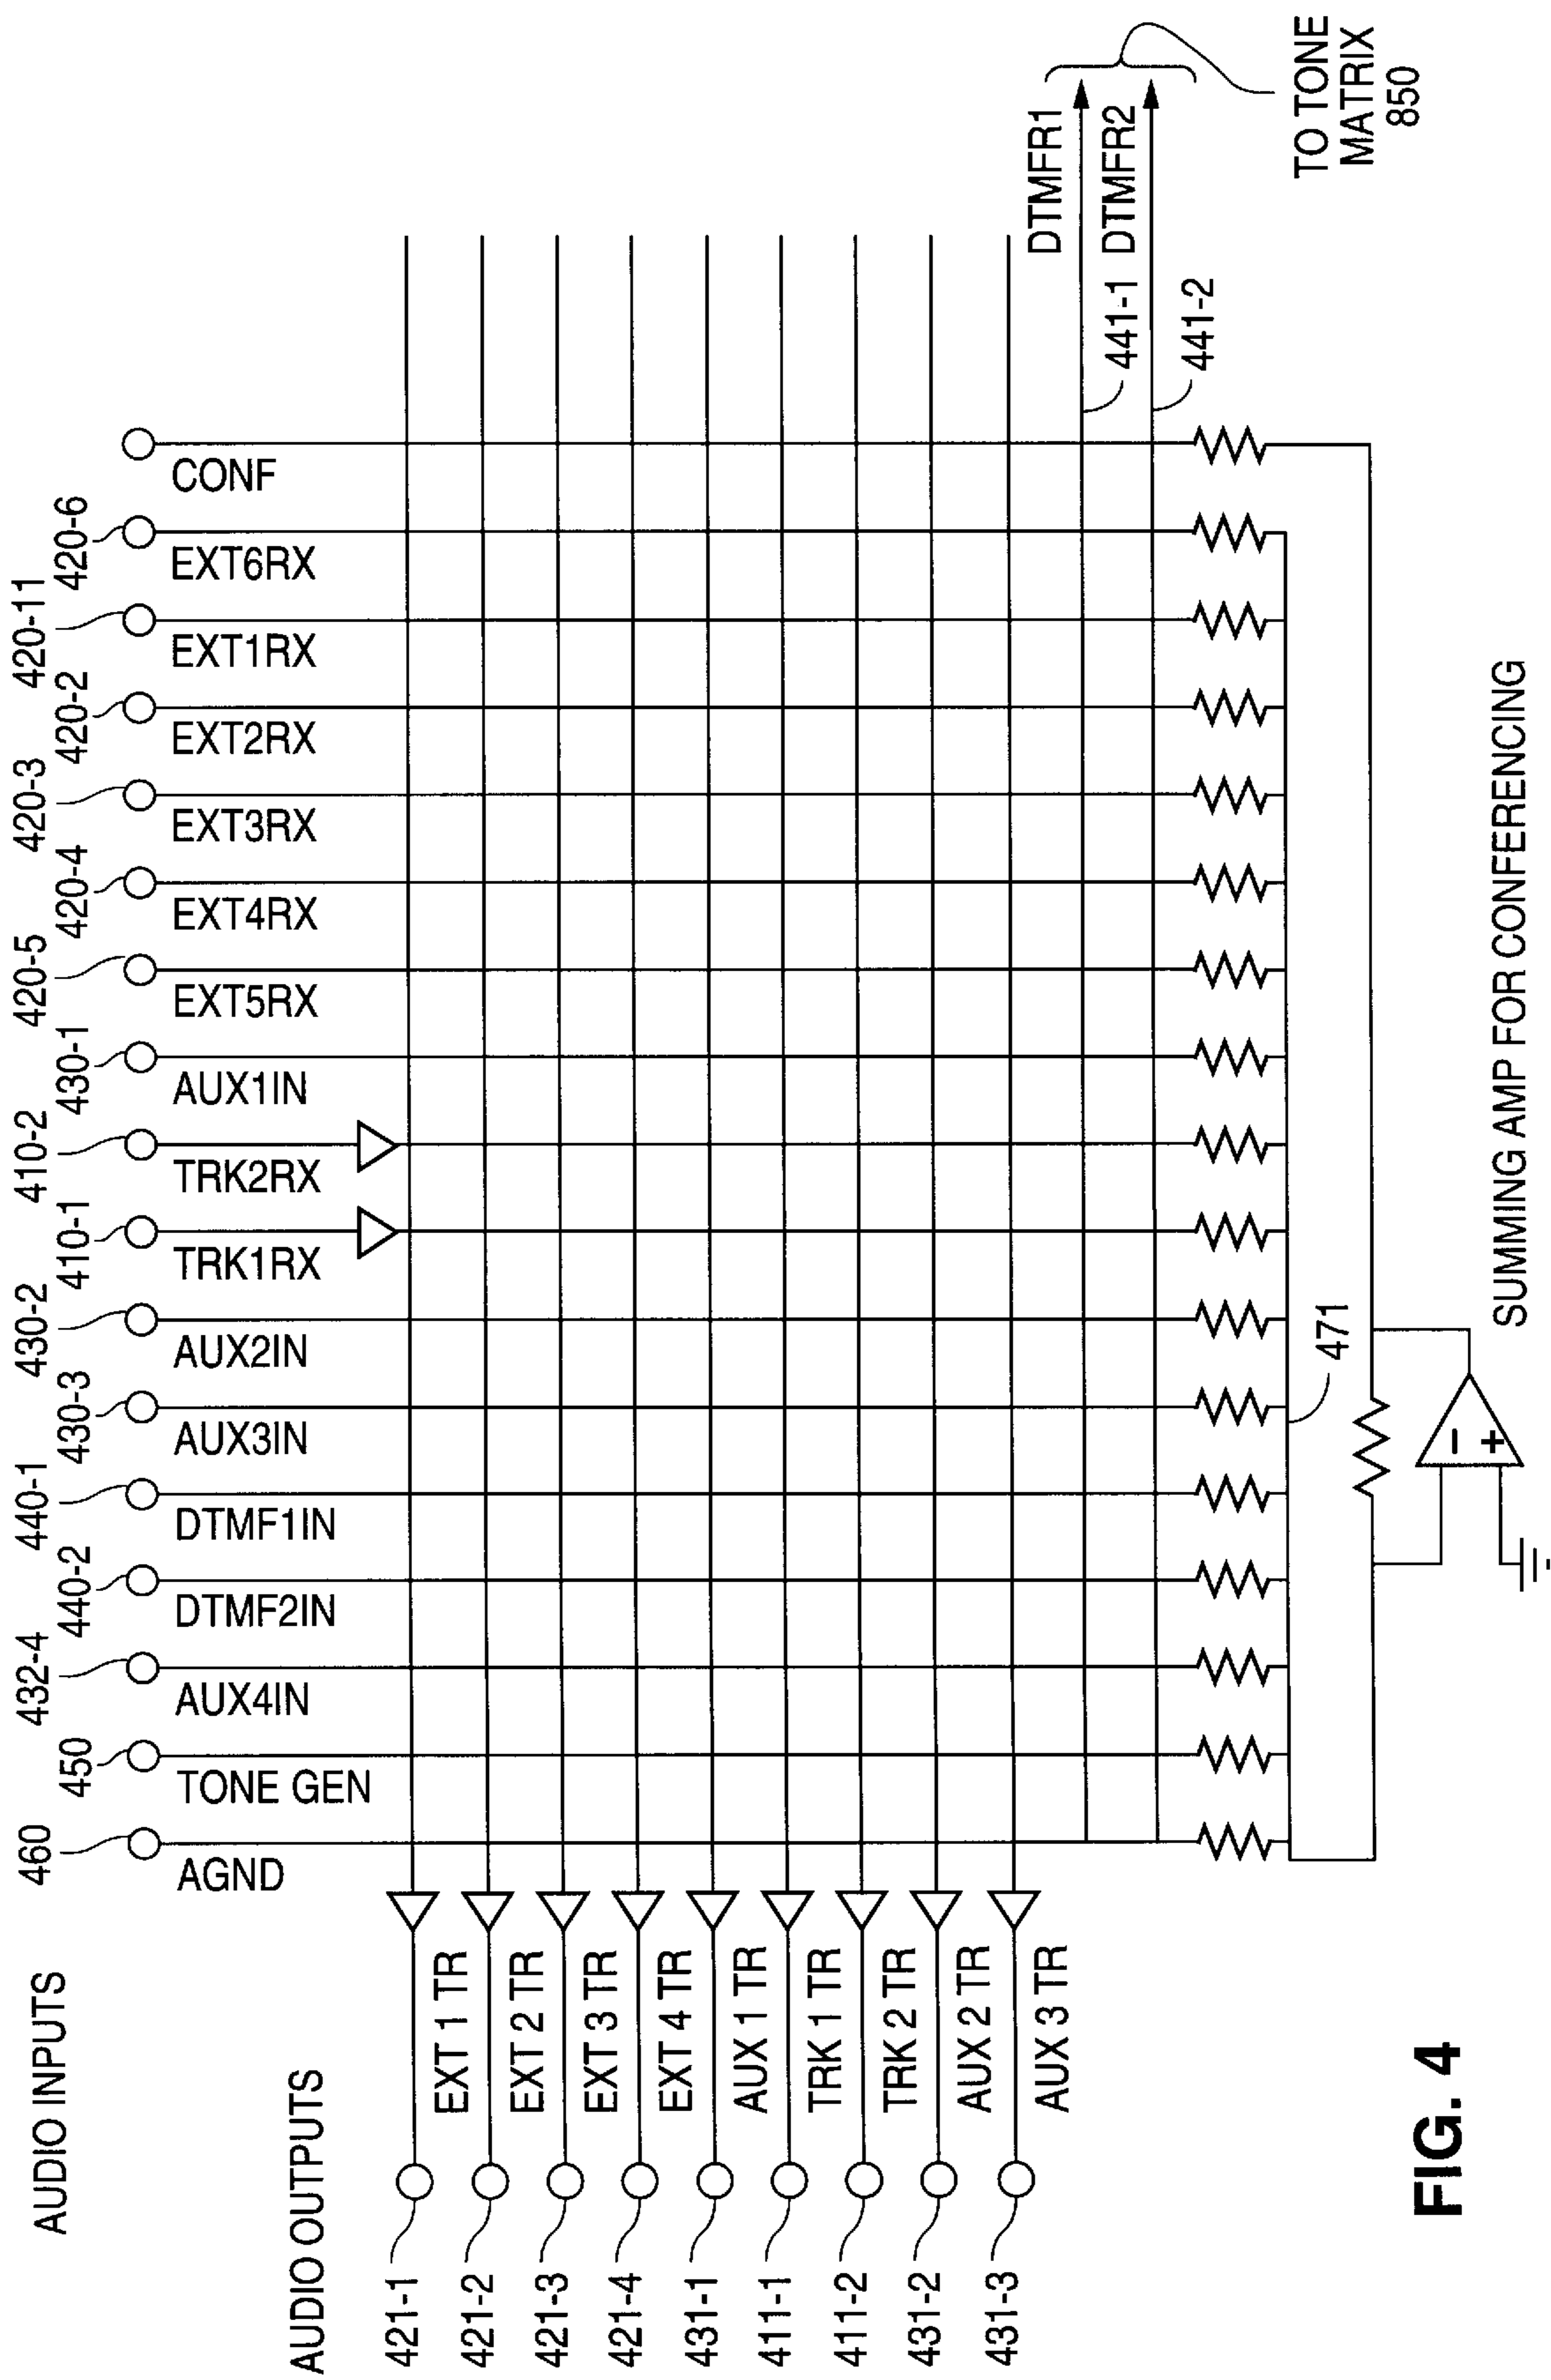 AUDIO INPUTS
460
450
432-4
440-2
440-1
430-3
430-2
410-1
410-2
430-1
420-5
420-4
420-3
420-2
420-11
420-6
AGND
TONE GEN
AUX4IN
DTMF2IN
DTMF1IN
AUX3IN
AUX2IN
TRK1RX
TRK2RX
AUX1IN
EXT5RX
EXT4RX
EXT3RX
EXT2RX
EXT1RX
EXT6RX
CONF
AUDIO OUTPUTS
421-1
EXT 1 TR
421-2
EXT 2 TR
421-3
EXT 3 TR
421-4
EXT 4 TR
431-1
AUX 1 TR
411-1
TRK 1 TR
411-2
TRK 2 TR
431-2
AUX 2 TR
431-3
AUX 3 TR
DTMFR1
441-1
DTMFR2
441-2
TO TONE
MATRIX
850
471
−
+
SUMMING AMP FOR CONFERENCING
FIG. 4